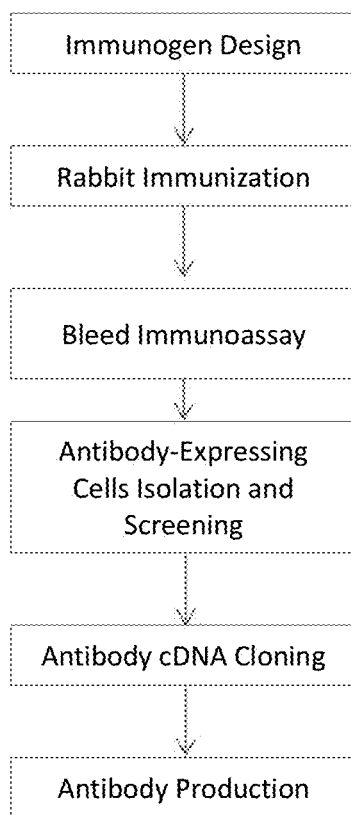 Immunogen Design
Rabbit Immunization
Bleed Immunoassay
Antibody-Expressing
Cells Isolation and
Screening
Antibody cDNA Cloning
Antibody Production